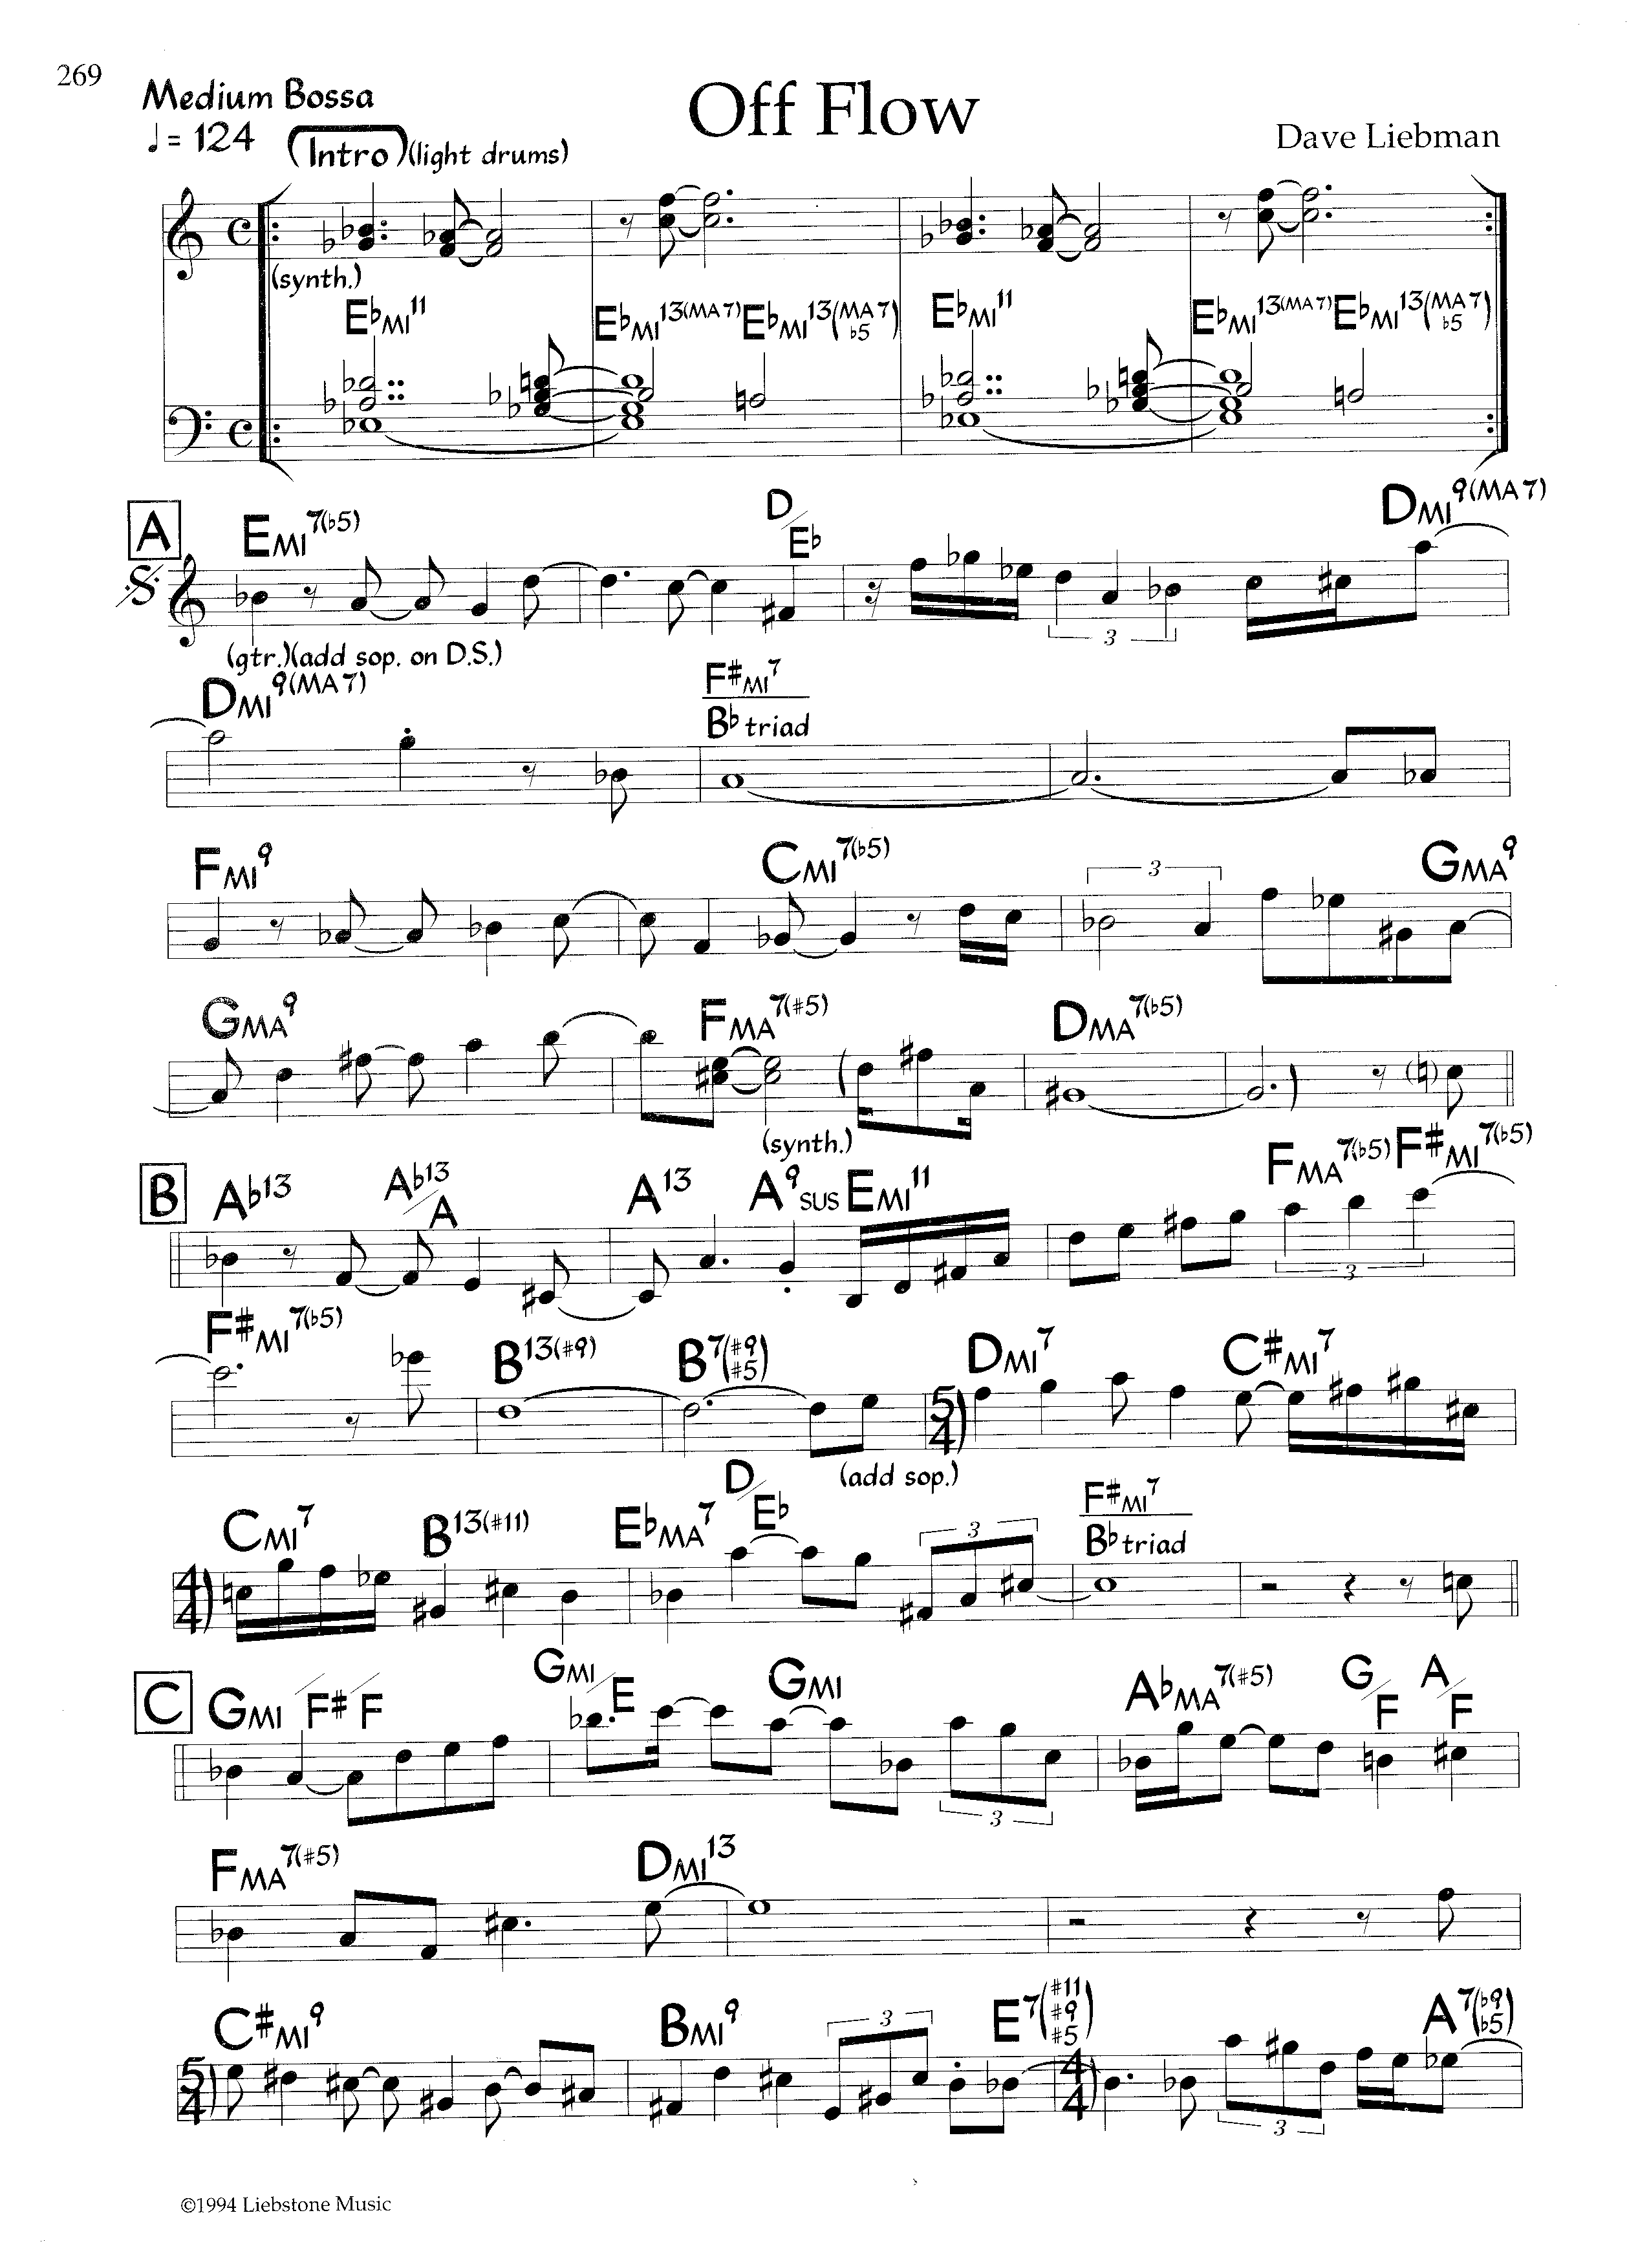 269
Medium Bossa
Off Flow
♩= 124 (Intro) (light drums)
Dave Liebman
(synth.)
E♭MI11 E♭MI13(MA7) E♭MI13(MA7 ♭5) E♭MI11 E♭MI13(MA7) E♭MI13(MA7 ♭5)
A EMI7(♭5) D/E♭ DMI9(MA7)
3
(gtr.)(add sop. on D.S.)
DMI9(MA7) F#MI7
B♭ triad
FMI9 CMI7(♭5) 3 GMA9
GMA9 FMA7(#5) DMA7(♭5)
(synth.)
B A♭13 A♭13/A A13 A9SUS EMI11 FMA7(♭5) F#MI7(♭5)
3
F#MI7(♭5) B13(#9) B7(#9 #5) DMI7 C#MI7
5
4
(add sop.)
CMI7 B13(#11) E♭MA7 D/E♭ 3 F#MI7
B♭ triad
4
4
C GMI /F# /F GMI/E GMI A♭MA7(#5) G/F A/F
3
FMA7(#5) DMI13
C#MI9 BMI9 3 E7(#11 #9 #5) A7(♭9 ♭5)
5 4
4 4
3
©1994 Liebstone Music